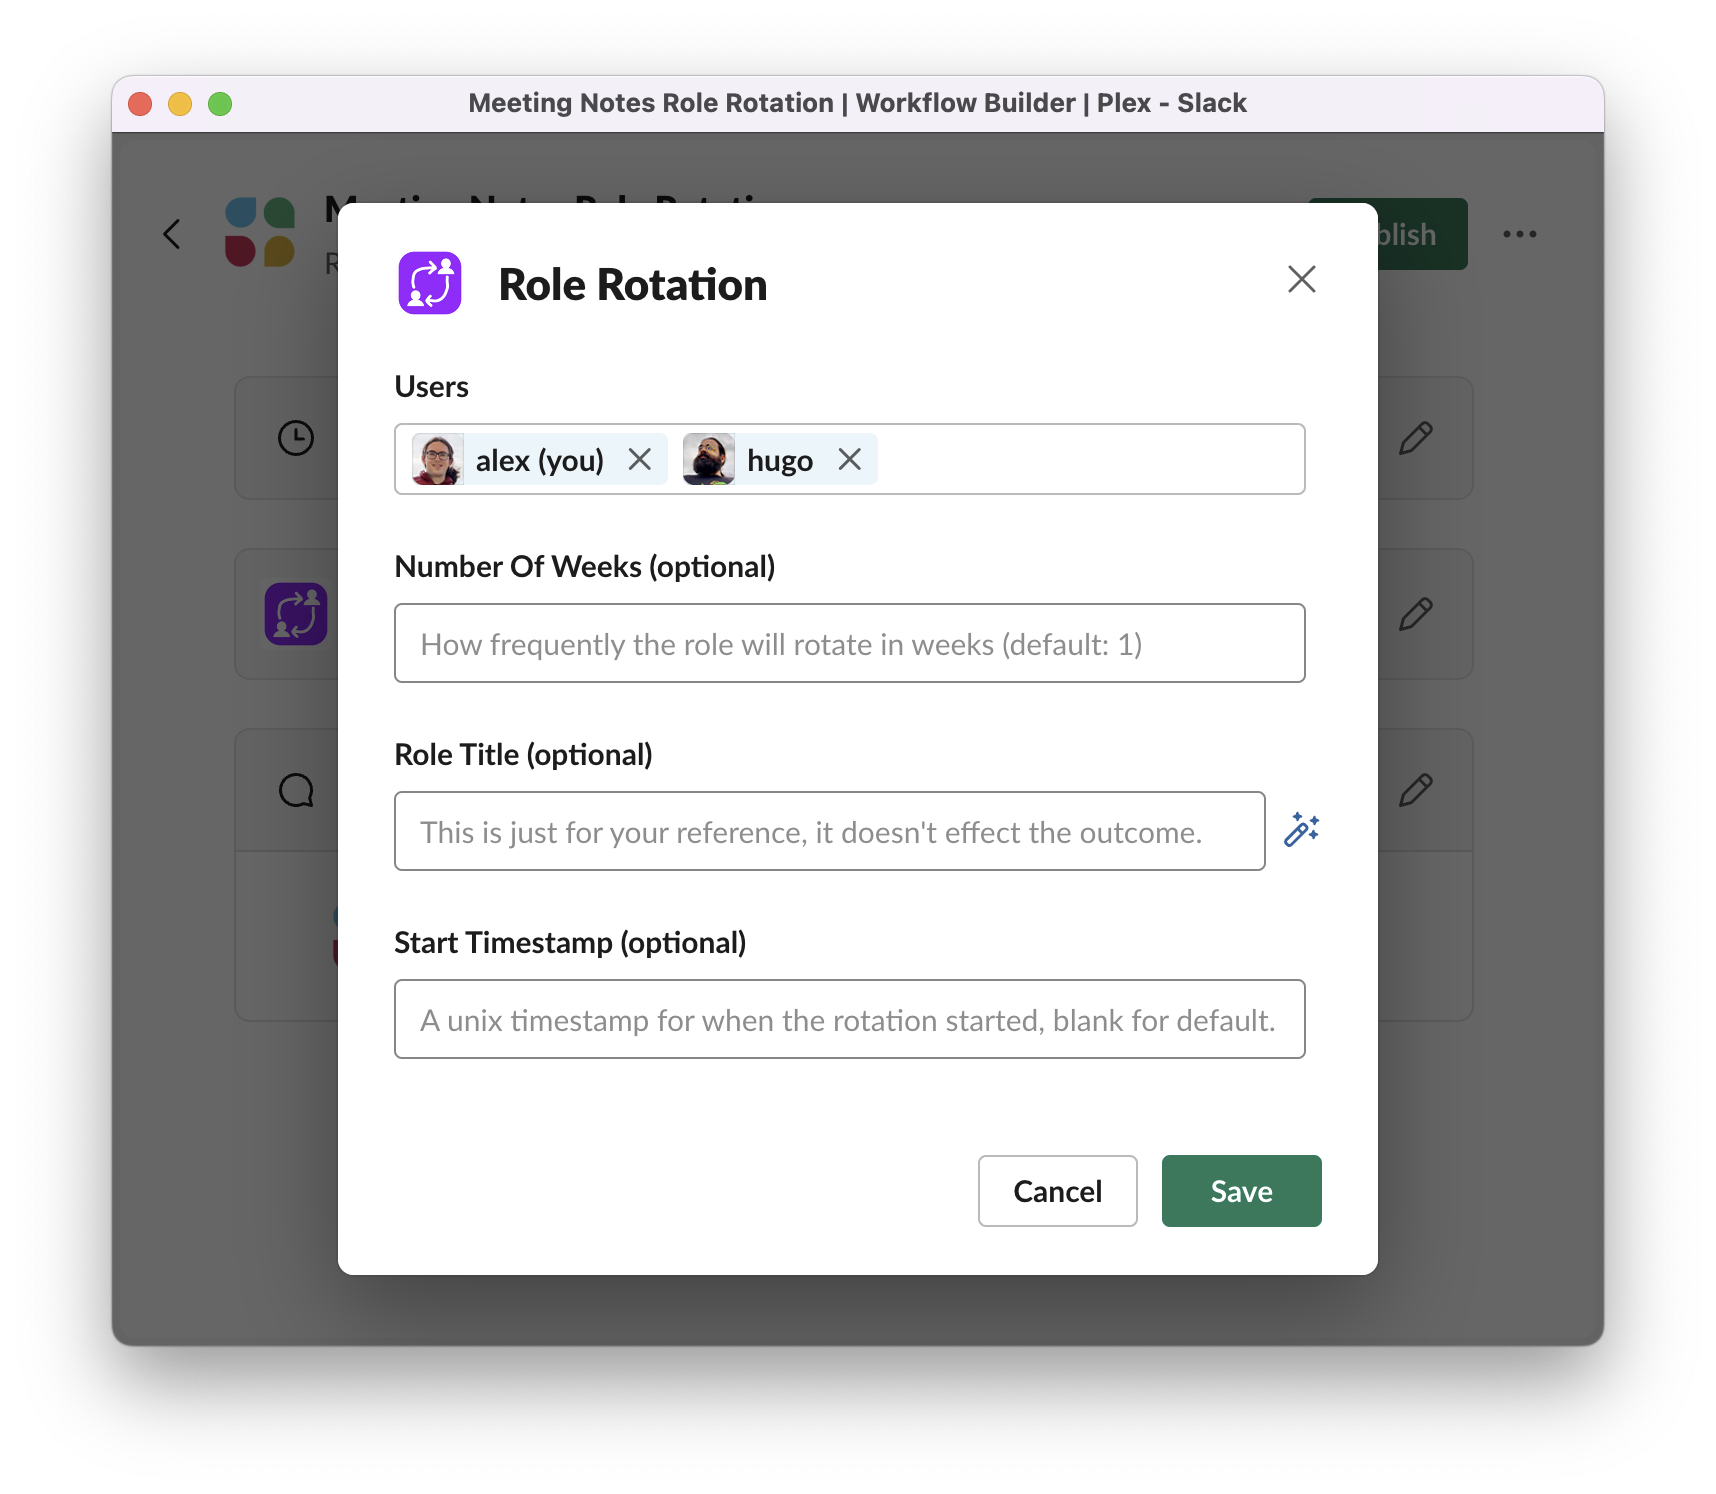 Meeting Notes Role Rotation | Workflow Builder | Plex - Slack
Role Rotation
Users
alex (you)
hugo
Number Of Weeks (optional)
How frequently the role will rotate in weeks (default: 1)
Role Title (optional)
This is just for your reference, it doesn't effect the outcome.
Start Timestamp (optional)
A unix timestamp for when the rotation started, blank for default.
Cancel
Save